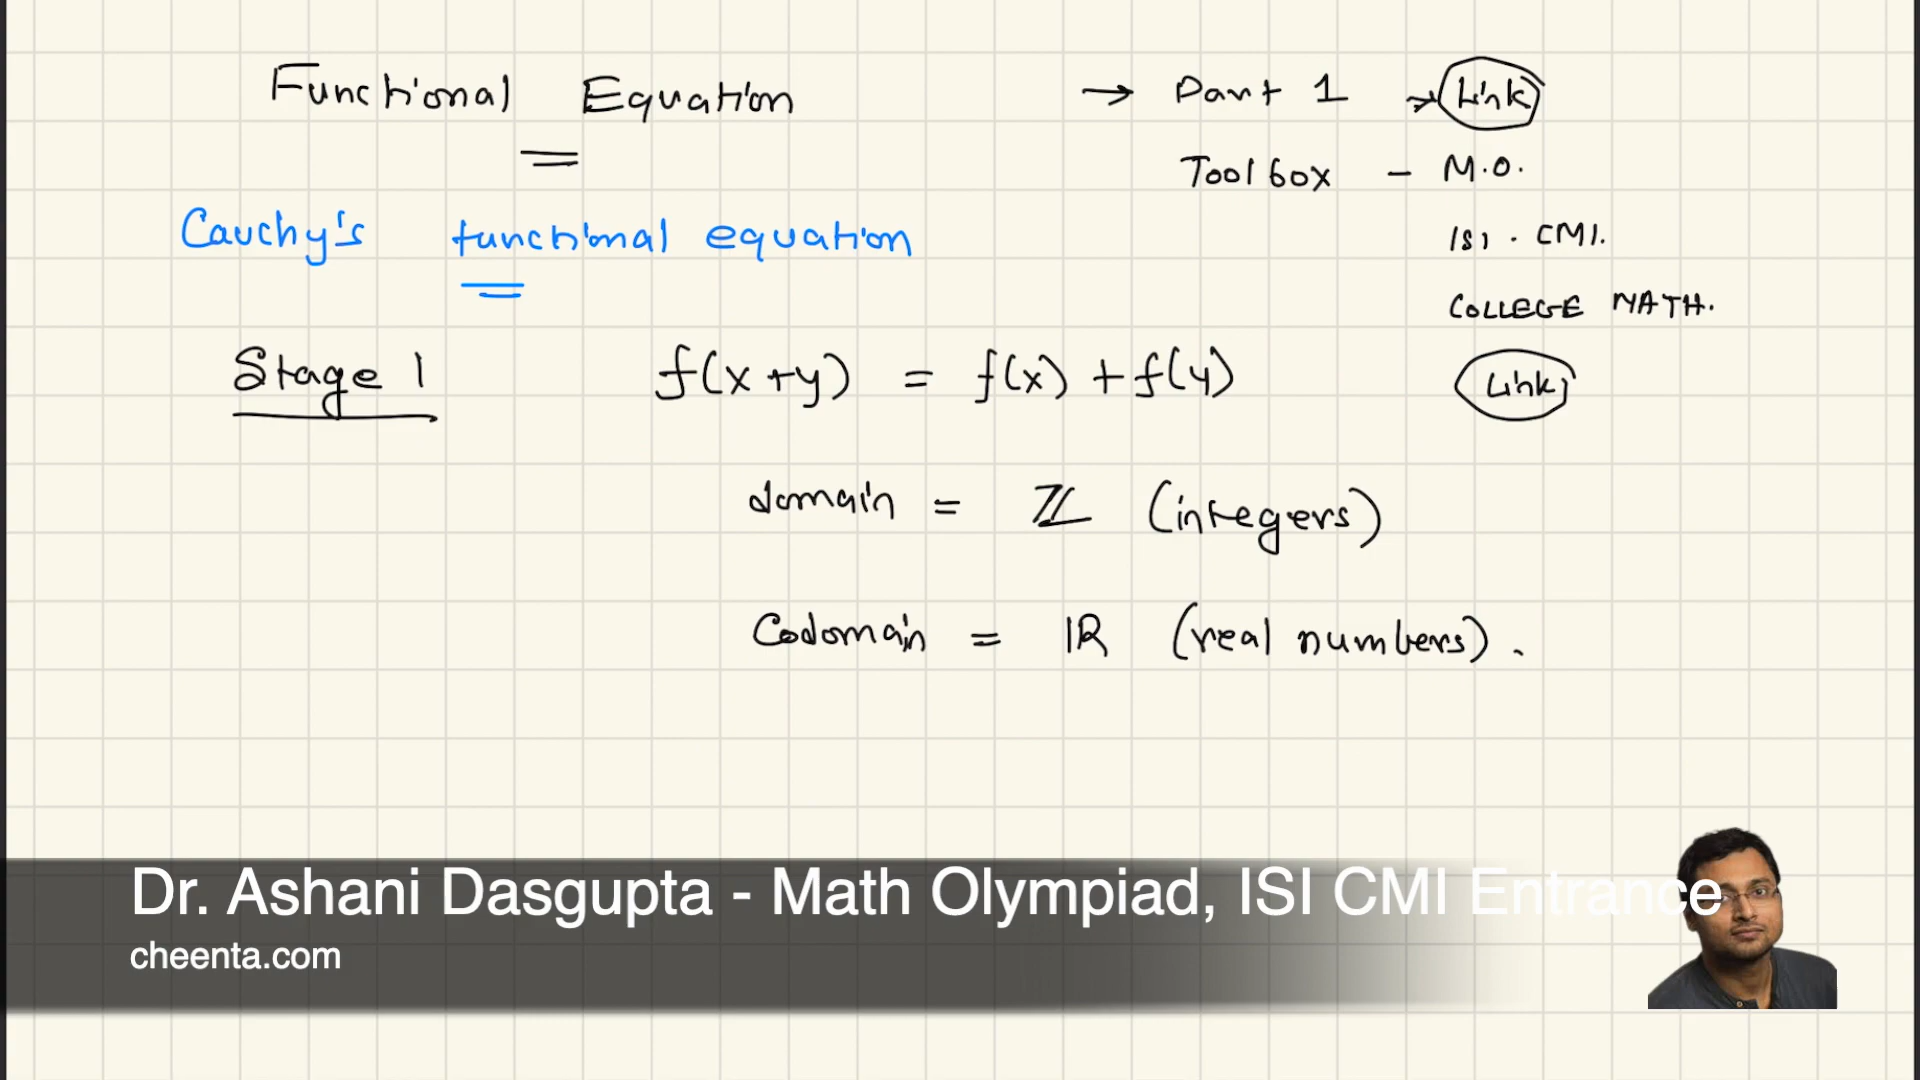 Functional Equation → Part 1 → Link
Toolbox - M.O.
Cauchy's functional equation
ISI . CMI.
COLLEGE MATH.
Stage 1 f(x+y) = f(x) + f(y) Link
domain = ℤ (integers)
Codomain = ℝ (real numbers).
Dr. Ashani Dasgupta - Math Olympiad, ISI CMI Entrance
cheenta.com